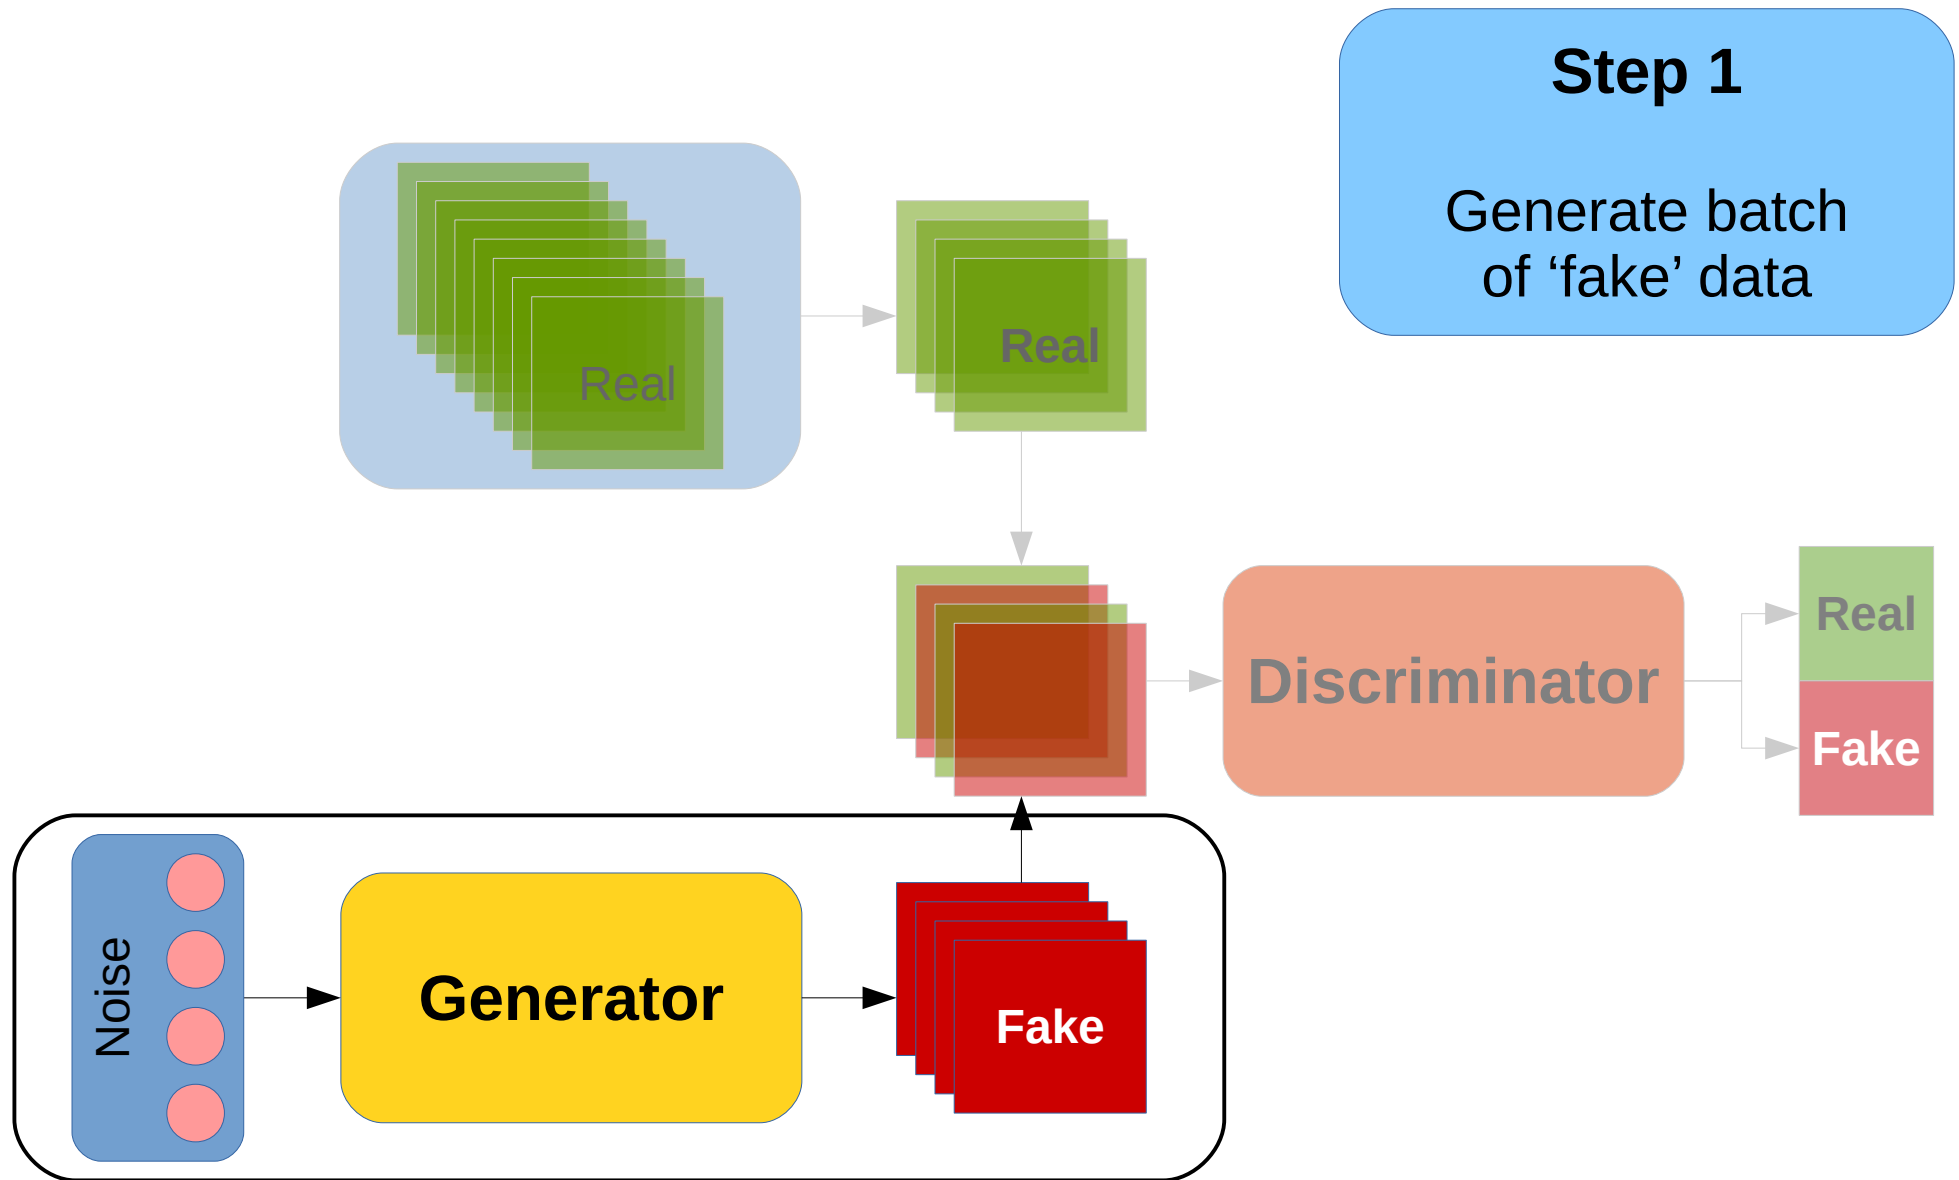 Step 1
Generate batch
of ‘fake’ data
Real
Real
Discriminator
Real
Fake
Noise
Generator
Fake